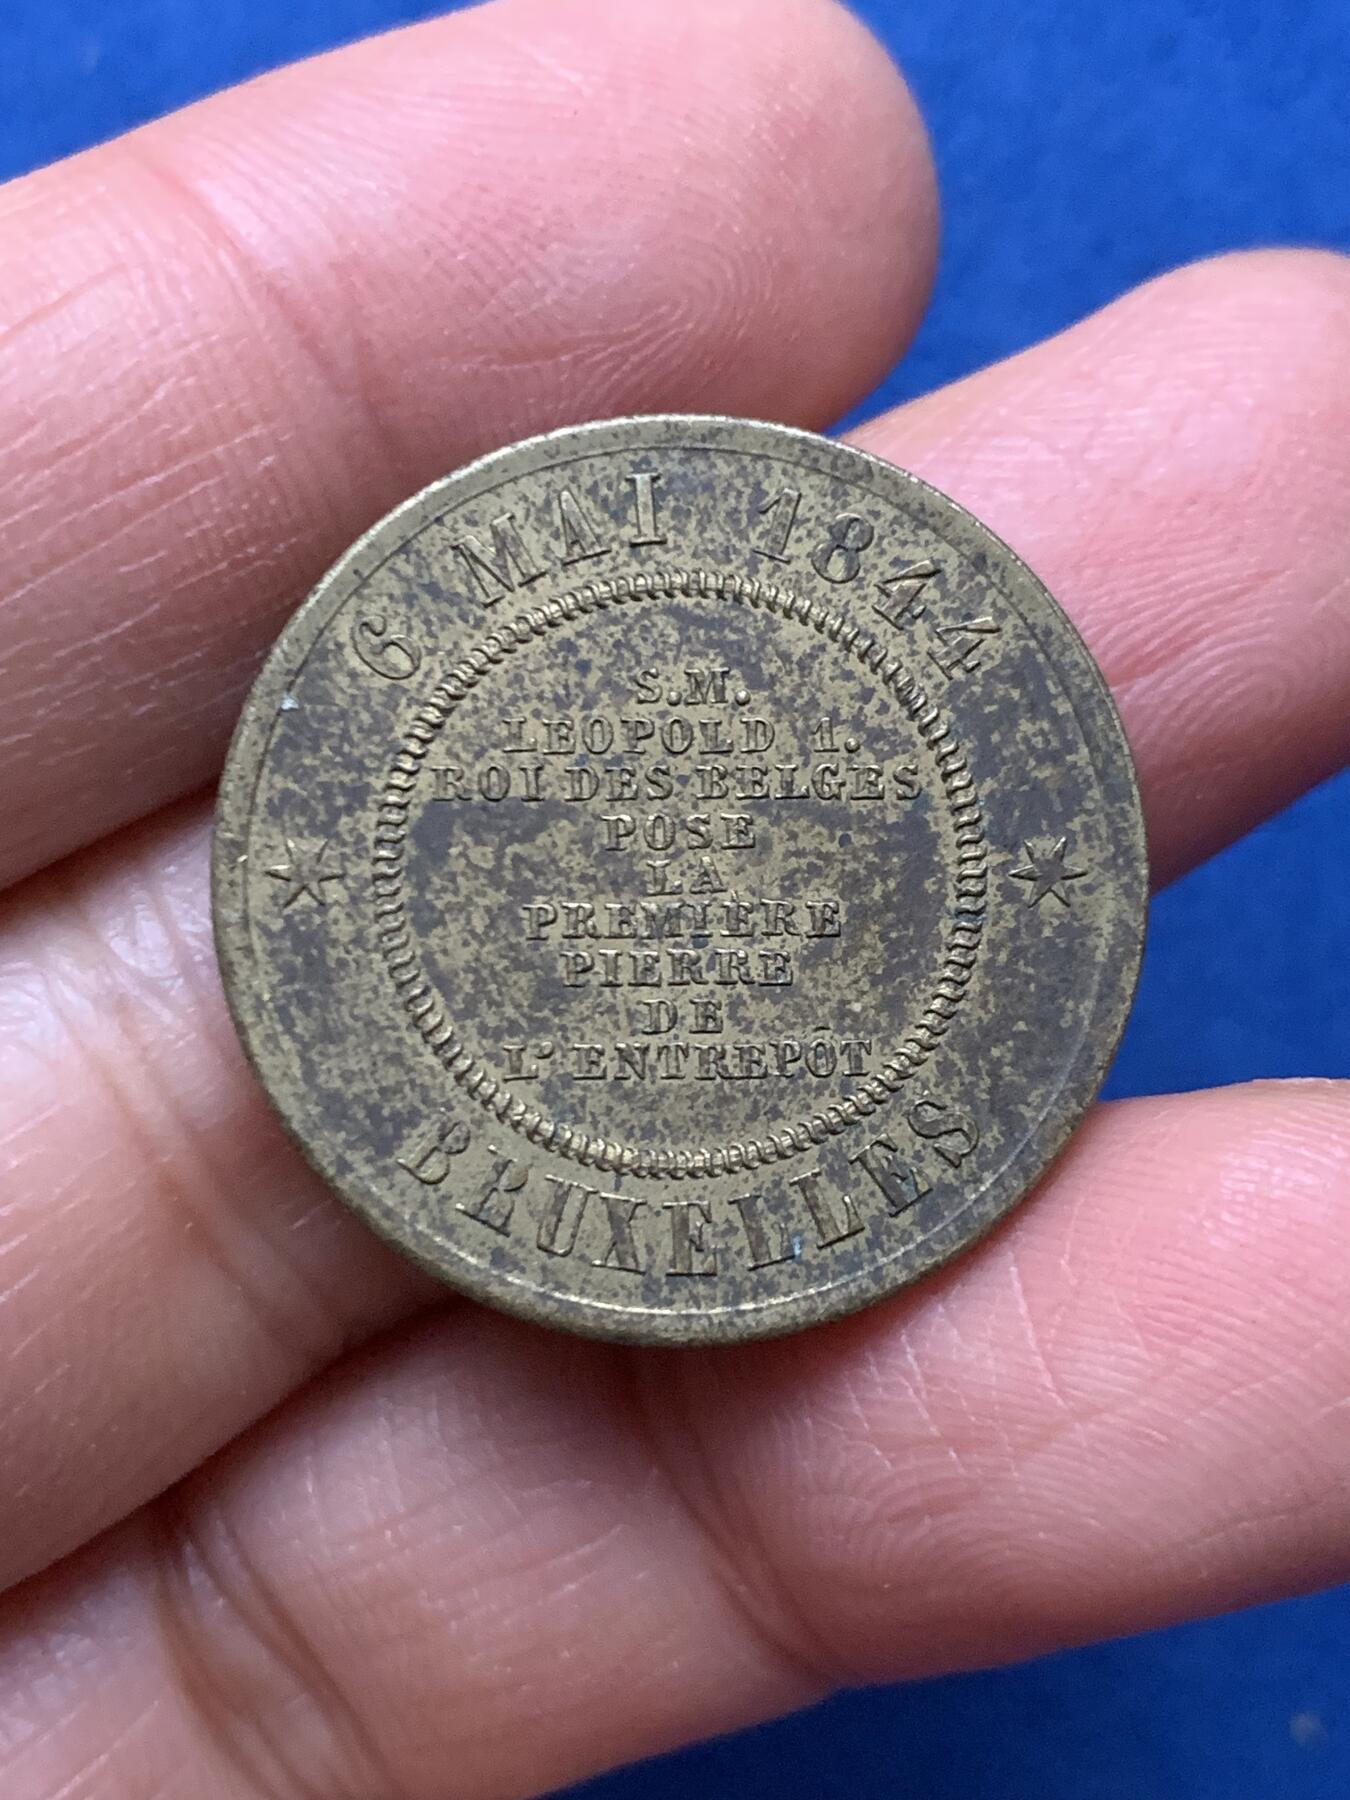 6 MAI 1844
S.M.
LEOPOLD 1.
ROI DES BELGES
POSE
LA
PREMIÈRE
PIERRE
DE
L'ENTREPÔT
BRUXELLES